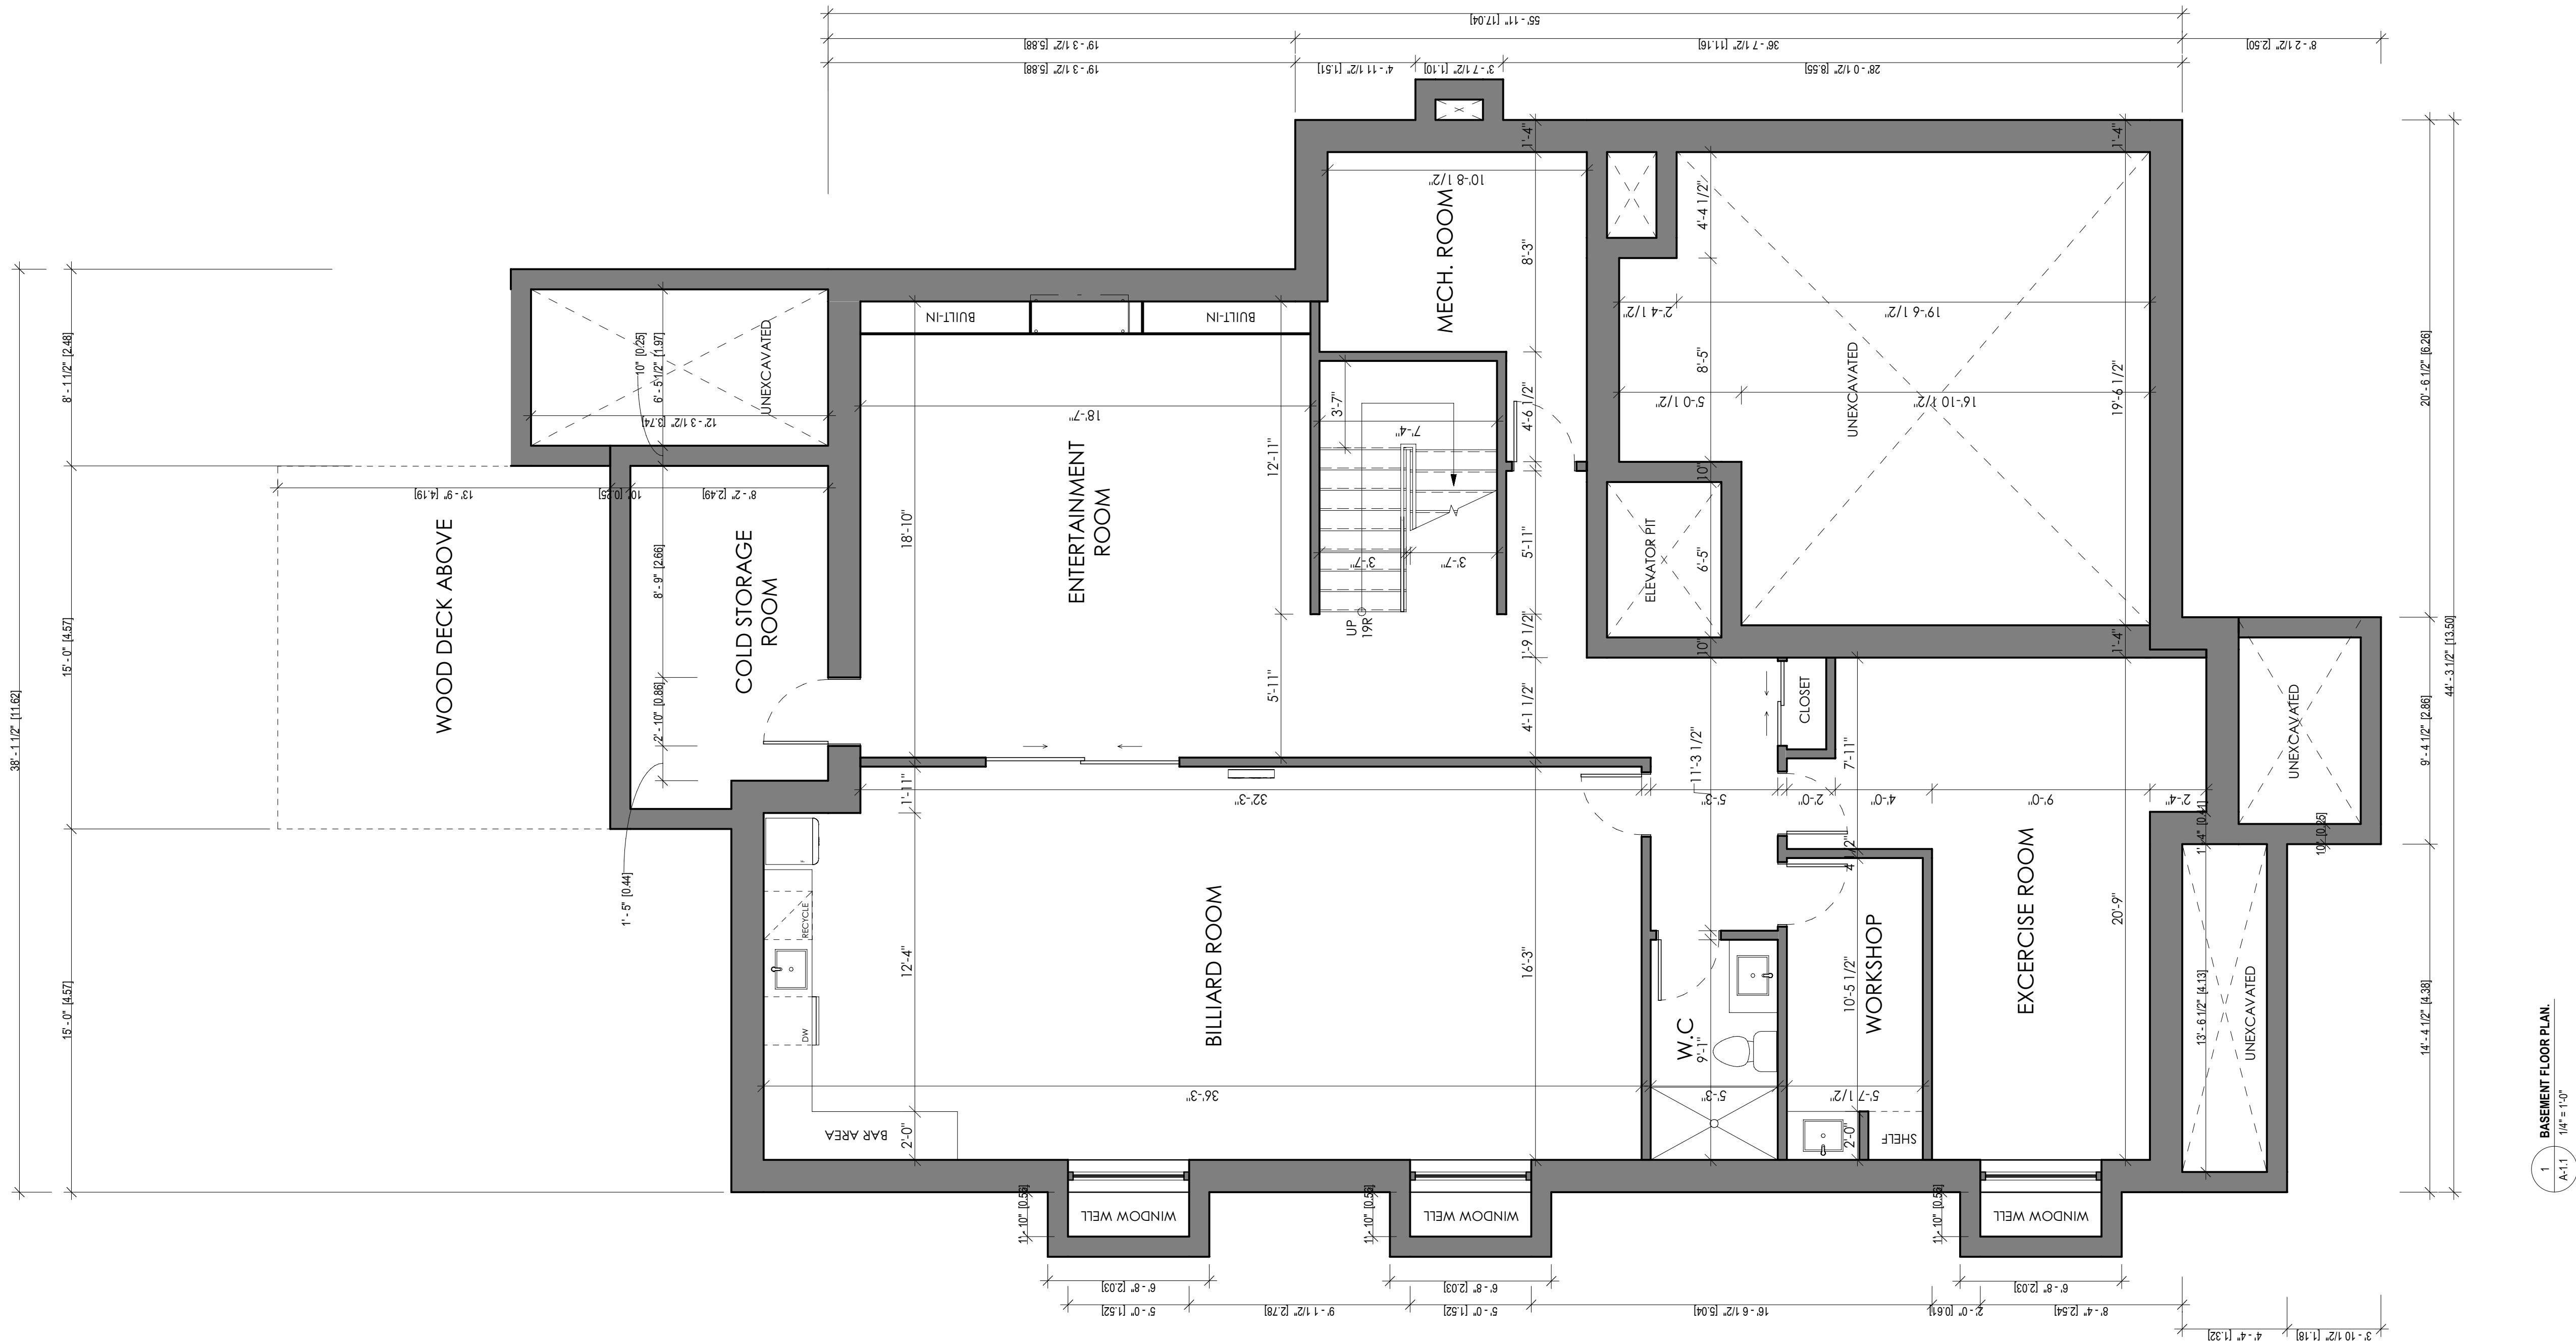 55' - 11" [17.04]
19' - 3 1/2" [5.88]
36' - 7 1/2" [11.16]
8' - 2 1/2" [2.50]
19' - 3 1/2" [5.88]
4' - 11 1/2" [1.51]
3' - 7 1/2" [1.10]
28' - 0 1/2" [8.55]
38' - 1 1/2" [11.62]
8' - 1 1/2" [2.48]
15' - 0" [4.57]
15' - 0" [4.57]
WOOD DECK ABOVE
13' - 9" [4.19]
10" [0.25]
8' - 2" [2.49]
UNEXCAVATED
12' - 3 1/2" [3.74]
6' - 5 1/2" [1.97]
10" [0.25]
COLD STORAGE
ROOM
8' - 9" [2.66]
2' - 10" [0.86]
1' - 5" [0.44]
BUILT-IN
BUILT-IN
ENTERTAINMENT
ROOM
18'-7"
18'-10"
12'-11"
5'-11"
MECH. ROOM
10'-8 1/2"
1'-4"
8'-3"
4'-6 1/2"
5'-11"
1'-9 1/2"
4'-1 1/2"
3'-7"
7'-4"
3'-7"
3'-7"
UP
19R
4'-4 1/2"
8'-5"
10"
6'-5"
10"
ELEVATOR PIT
2'-4 1/2"
19'-6 1/2"
5'-0 1/2"
16'-10 1/2"
UNEXCAVATED
1'-4"
19'-6 1/2"
1'-4"
CLOSET
11'-3 1/2"
7'-11"
32'-3"
5'-3"
2'-0"
4'-0"
9'-0"
2'-4"
1'-11"
12'-4"
2'-0"
RECYCLE
DW
BAR AREA
BILLIARD ROOM
36'-3"
16'-3"
W.C
9'-1"
5'-3"
4 1/2"
10'-5 1/2"
WORKSHOP
5'-7 1/2"
2'-0"
SHELF
EXCERCISE ROOM
20'-9"
UNEXCAVATED
10" [0.25]
1' - 4" [0.41]
13' - 6 1/2" [4.13]
UNEXCAVATED
20' - 6 1/2" [6.26]
9' - 4 1/2" [2.86]
14' - 4 1/2" [4.38]
44' - 3 1/2" [13.50]
WINDOW WELL
WINDOW WELL
WINDOW WELL
1' - 10" [0.56]
1' - 10" [0.56]
1' - 10" [0.56]
6' - 8" [2.03]
6' - 8" [2.03]
6' - 8" [2.03]
5' - 0" [1.52]
9' - 1 1/2" [2.78]
5' - 0" [1.52]
16' - 6 1/2" [5.04]
2' - 0" [0.61]
8' - 4" [2.54]
4' - 4" [1.32]
3' - 10 1/2" [1.18]
1
A-1.1
BASEMENT FLOOR PLAN.
1/4" = 1'-0"